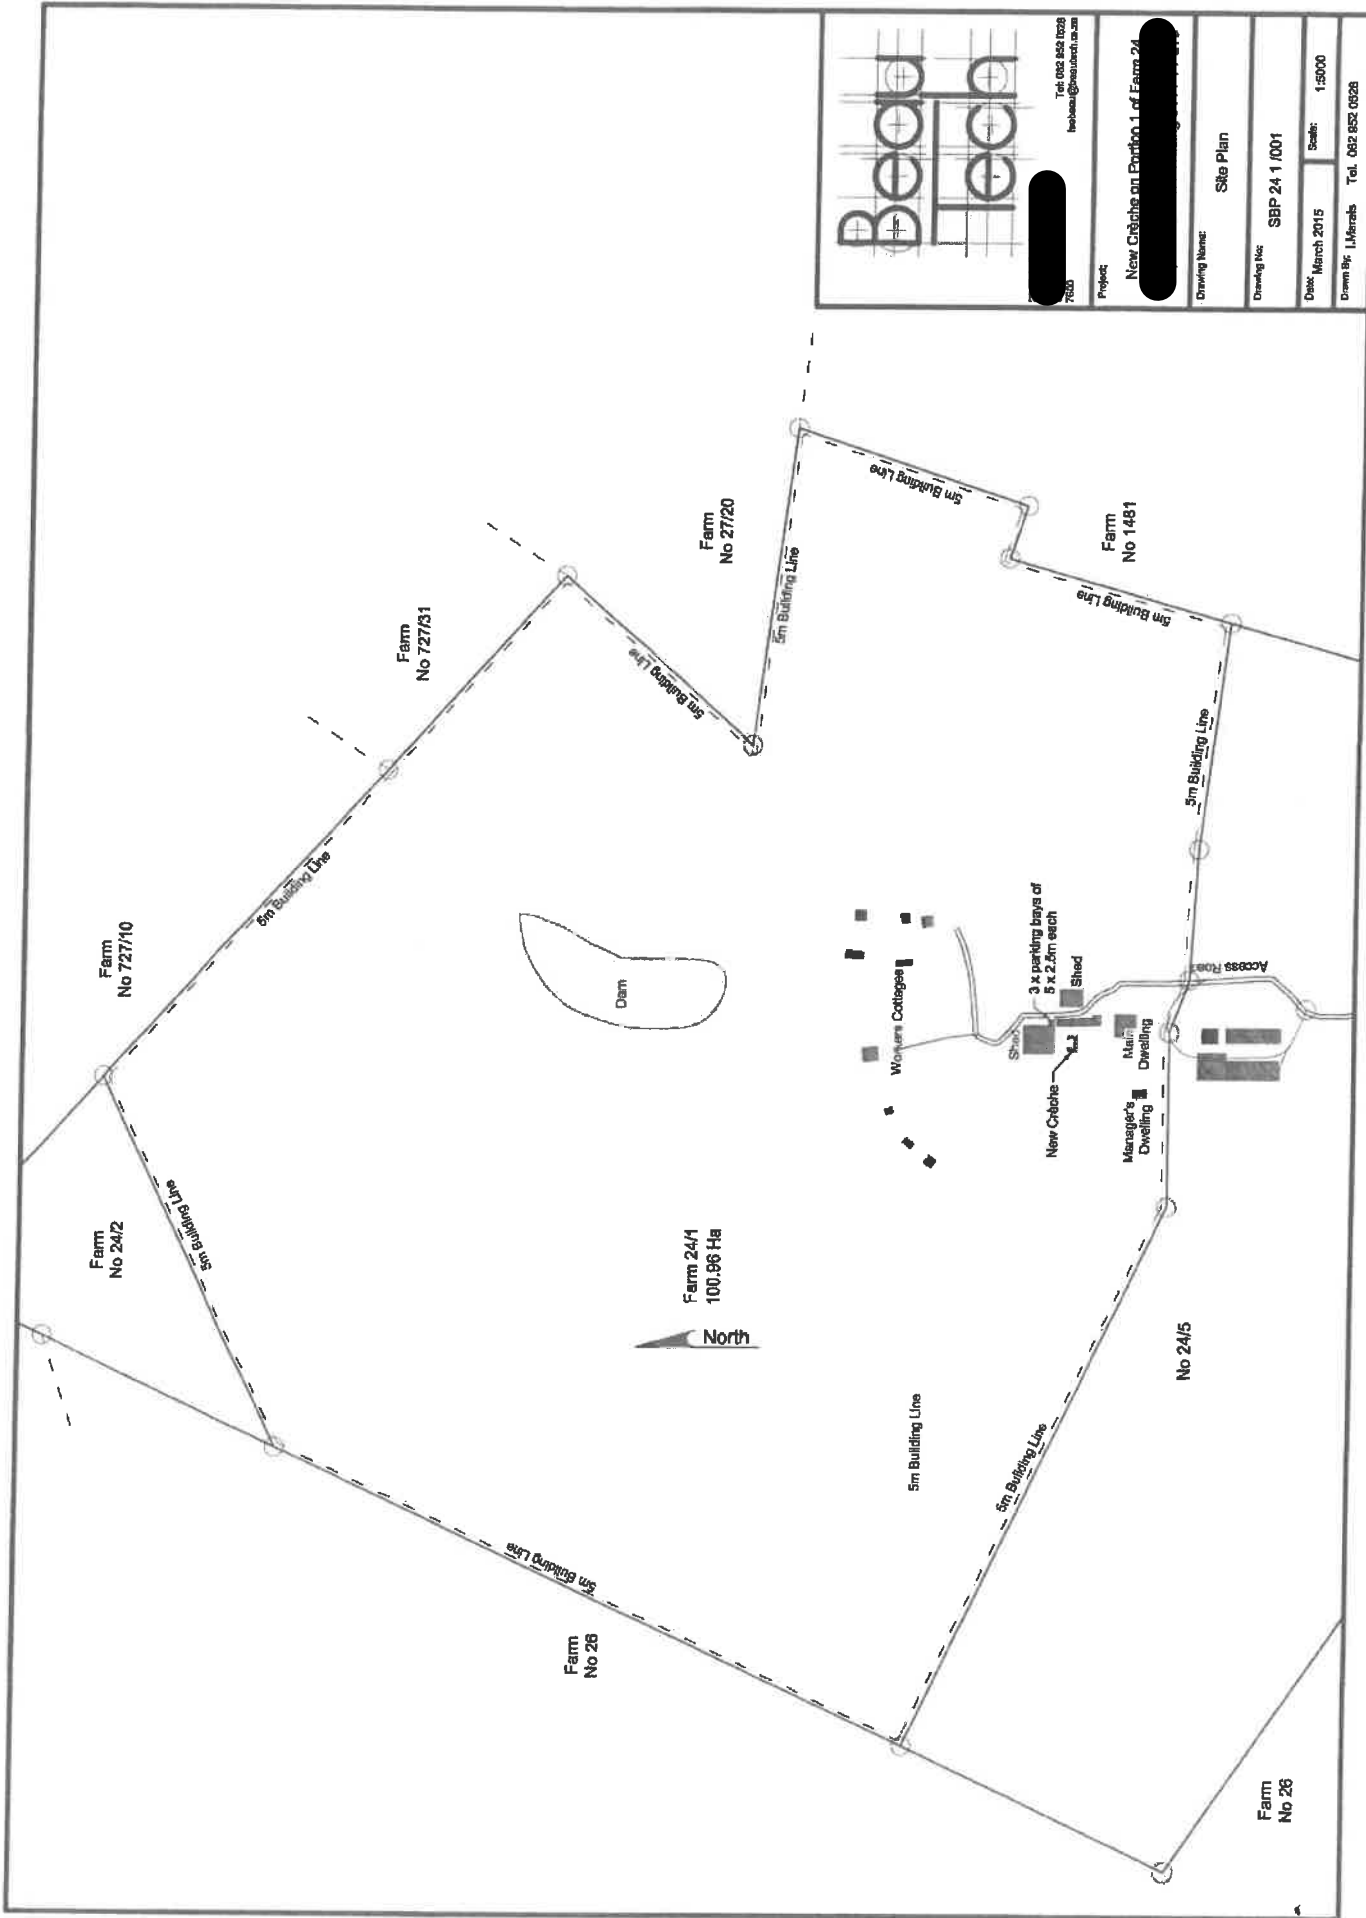 Farm
No 24/2
Farm
No 727/10
Farm
No 727/31
Farm
No 27/20
Farm
No 1481
5m Building Line
5m Building Line
5m Building Line
5m Building Line
5m Building Line
5m Building Line
5m Building Line
Dam
Workers Cottages
3 x parking bays of
5 x 2.5m each
Shed
Shed
New Crèche
Main
Dwelling
Manager's
Dwelling
Access Road
Farm 24/1
100.96 Ha
North
5m Building Line
5m Building Line
5m Building Line
No 24/5
Farm
No 26
Farm
No 26
Beau
Tech
Tel: 082 952 0528
7600
Project:
New Crèche on Portion 1 of Farm 24
Drawing Name:
Site Plan
Drawing No:
SBP 24 1 /001
Date: March 2015
Scale: 1:5000
Drawn By: I.Marais Tel. 082 952 0528